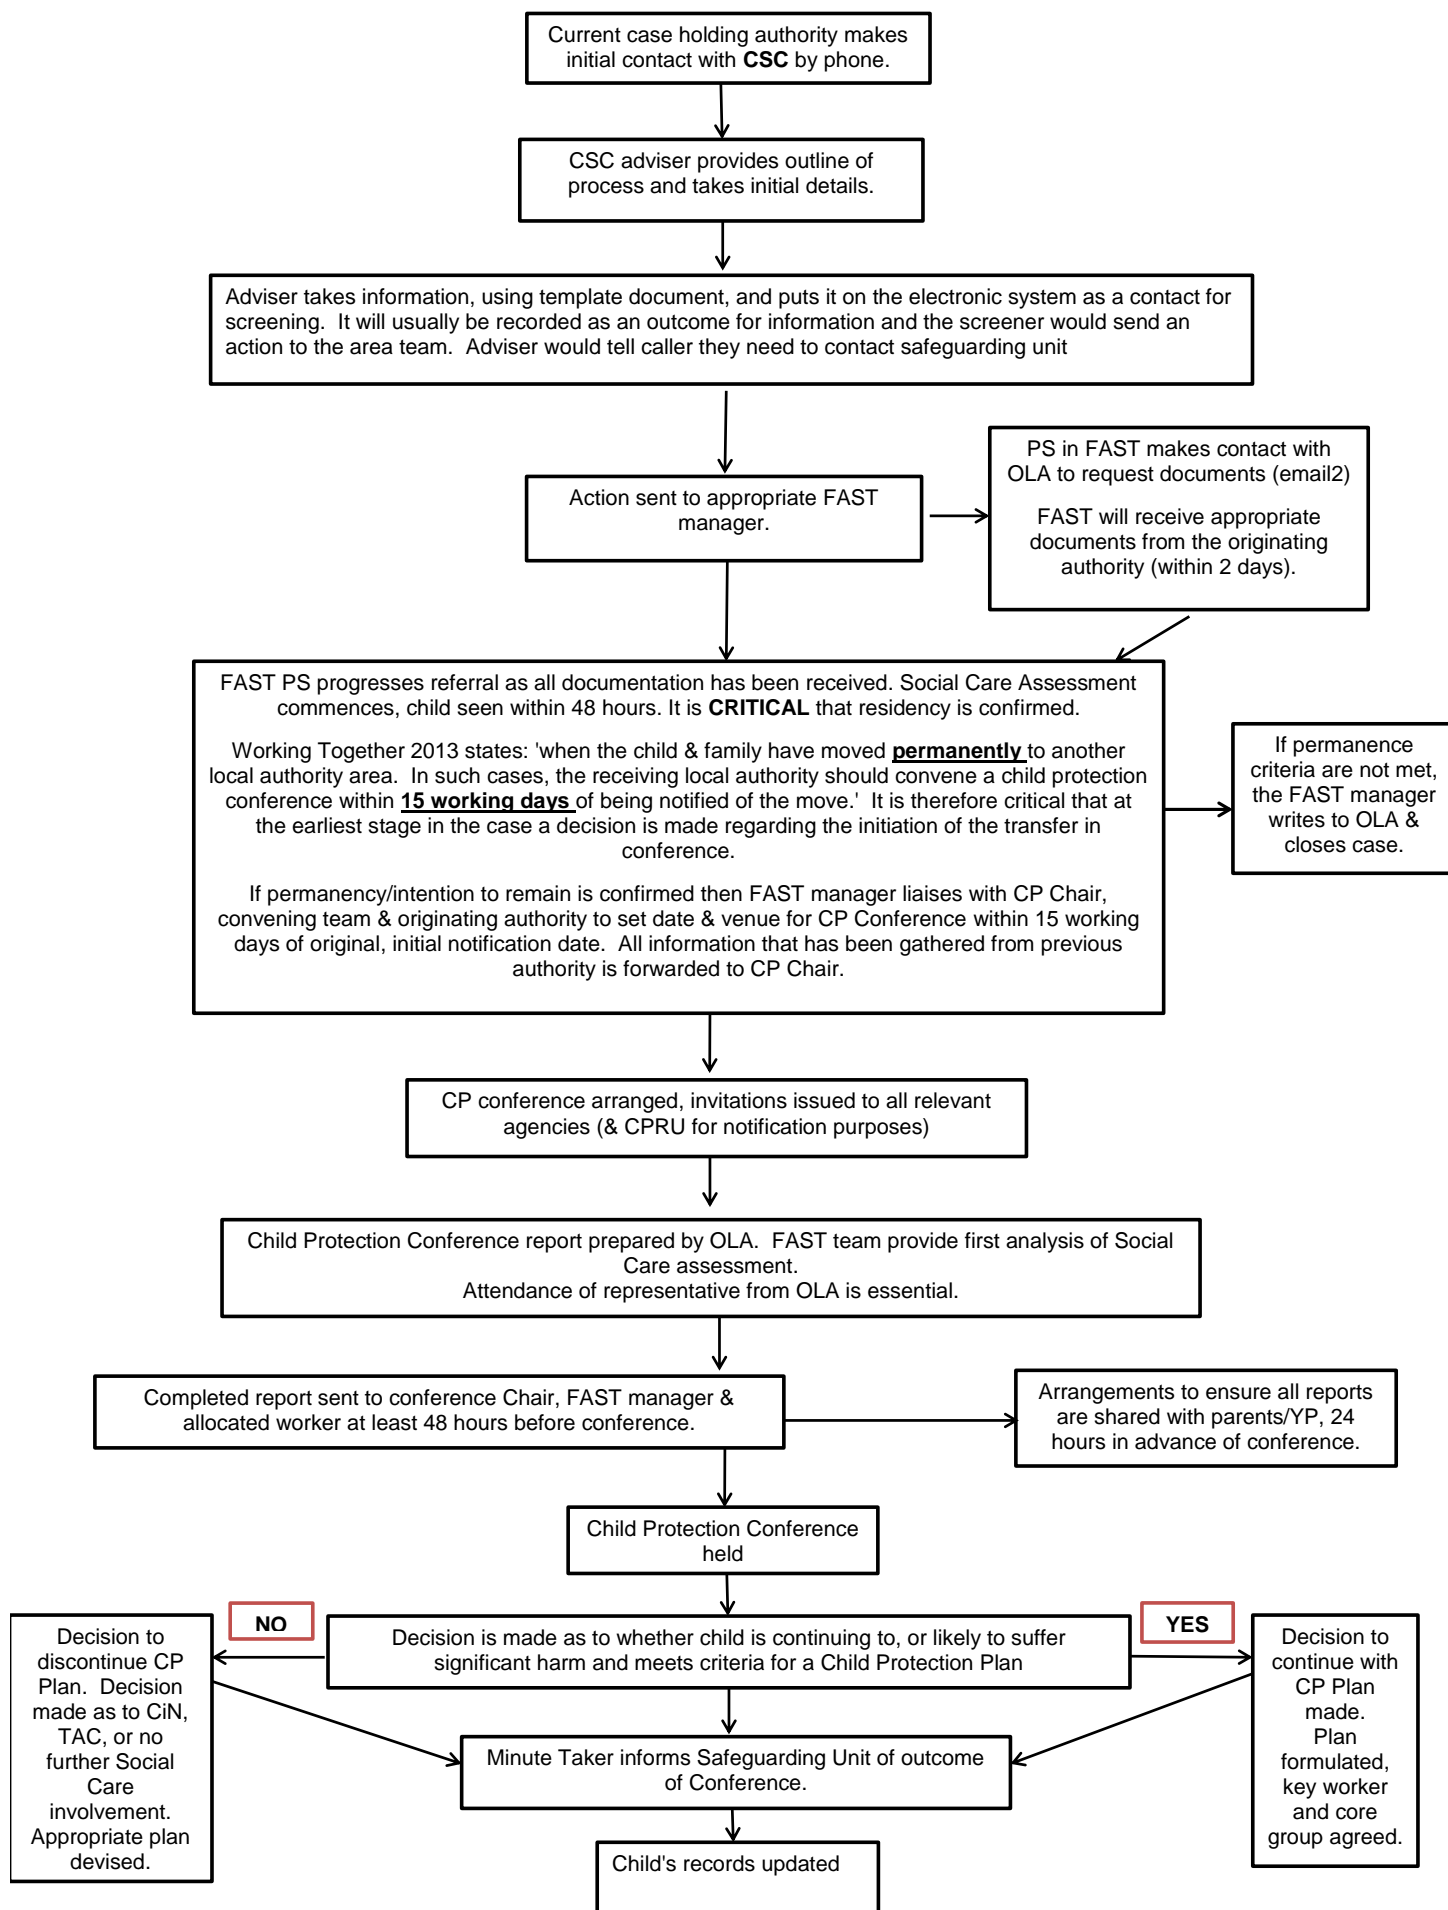 Current case holding authority makes
initial contact with CSC by phone.
CSC adviser provides outline of
process and takes initial details.
Adviser takes information, using template document, and puts it on the electronic system as a contact for
screening.  It will usually be recorded as an outcome for information and the screener would send an
action to the area team.  Adviser would tell caller they need to contact safeguarding unit
PS in FAST makes contact with
OLA to request documents (email2)
FAST will receive appropriate
documents from the originating
authority (within 2 days).
Action sent to appropriate FAST
manager.
FAST PS progresses referral as all documentation has been received. Social Care Assessment
commences, child seen within 48 hours. It is CRITICAL that residency is confirmed.
Working Together 2013 states: 'when the child & family have moved permanently to another
local authority area.  In such cases, the receiving local authority should convene a child protection
conference within 15 working days of being notified of the move.'  It is therefore critical that at
the earliest stage in the case a decision is made regarding the initiation of the transfer in
conference.
If permanency/intention to remain is confirmed then FAST manager liaises with CP Chair,
convening team & originating authority to set date & venue for CP Conference within 15 working
days of original, initial notification date.  All information that has been gathered from previous
authority is forwarded to CP Chair.
If permanence
criteria are not met,
the FAST manager
writes to OLA &
closes case.
CP conference arranged, invitations issued to all relevant
agencies (& CPRU for notification purposes)
Child Protection Conference report prepared by OLA.  FAST team provide first analysis of Social
Care assessment.
Attendance of representative from OLA is essential.
Completed report sent to conference Chair, FAST manager &
allocated worker at least 48 hours before conference.
Arrangements to ensure all reports
are shared with parents/YP, 24
hours in advance of conference.
Child Protection Conference
held
NO
YES
Decision is made as to whether child is continuing to, or likely to suffer
significant harm and meets criteria for a Child Protection Plan
Decision to
discontinue CP
Plan.  Decision
made as to CiN,
TAC, or no
further Social
Care
involvement.
Appropriate plan
devised.
Decision to
continue with
CP Plan
made.
Plan
formulated,
key worker
and core
group agreed.
Minute Taker informs Safeguarding Unit of outcome
of Conference.
Child's records updated